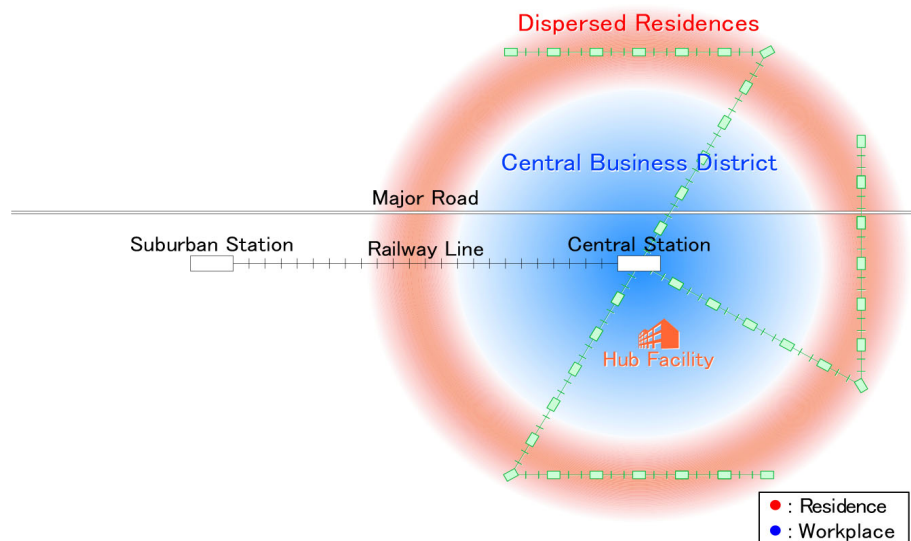 Dispersed Residences
Central Business District
Major Road
Suburban Station
Railway Line
Central Station
Hub Facility
: Residence
: Workplace